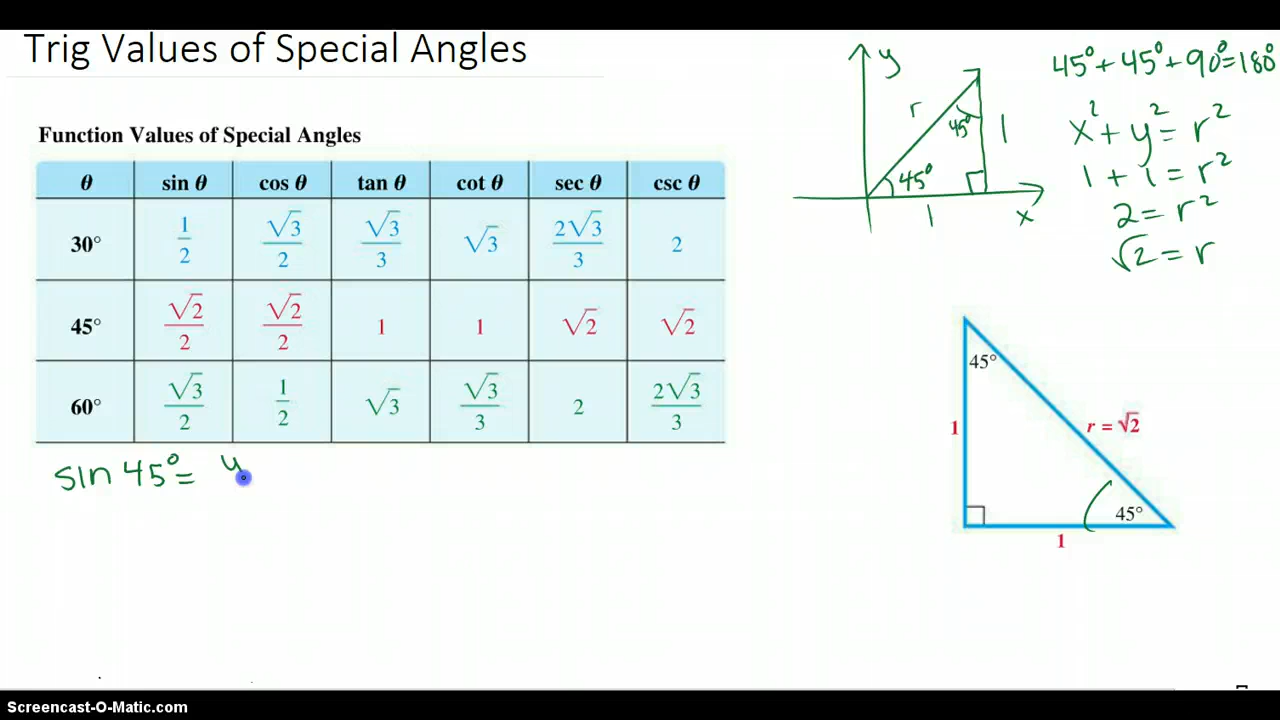 Trig Values of Special Angles
Function Values of Special Angles
θ sin θ cos θ tan θ cot θ sec θ csc θ
30° 1/2 √3/2 √3/3 √3 2√3/3 2
45° √2/2 √2/2 1 1 √2 √2
60° √3/2 1/2 √3 √3/3 2 2√3/3
sin 45° = y
y
r
45°
1
45°
1
x
45° + 45° + 90° = 180°
x² + y² = r²
1 + 1 = r²
2 = r²
√2 = r
45°
1
r = √2
45°
1
Screencast-O-Matic.com